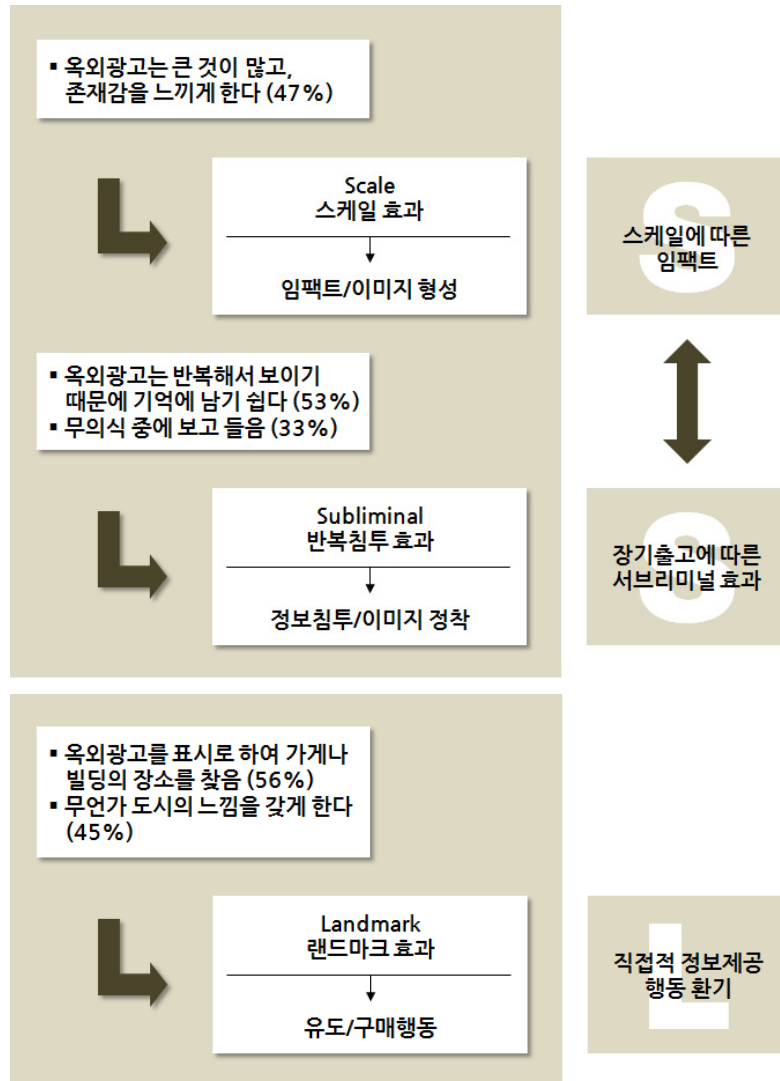 ▪ 옥외광고는 큰 것이 많고,
존재감을 느끼게 한다 (47%)
Scale
스케일 효과
임팩트/이미지 형성
S
스케일에 따른
임팩트
▪ 옥외광고는 반복해서 보이기
때문에 기억에 남기 쉽다 (53%)
▪ 무의식 중에 보고 들음 (33%)
Subliminal
반복침투 효과
정보침투/이미지 정착
S
장기출고에 따른
서브리미널 효과
▪ 옥외광고를 표시로 하여 가게나
빌딩의 장소를 찾음 (56%)
▪ 무언가 도시의 느낌을 갖게 한다
(45%)
Landmark
랜드마크 효과
유도/구매행동
L
직접적 정보제공
행동 환기